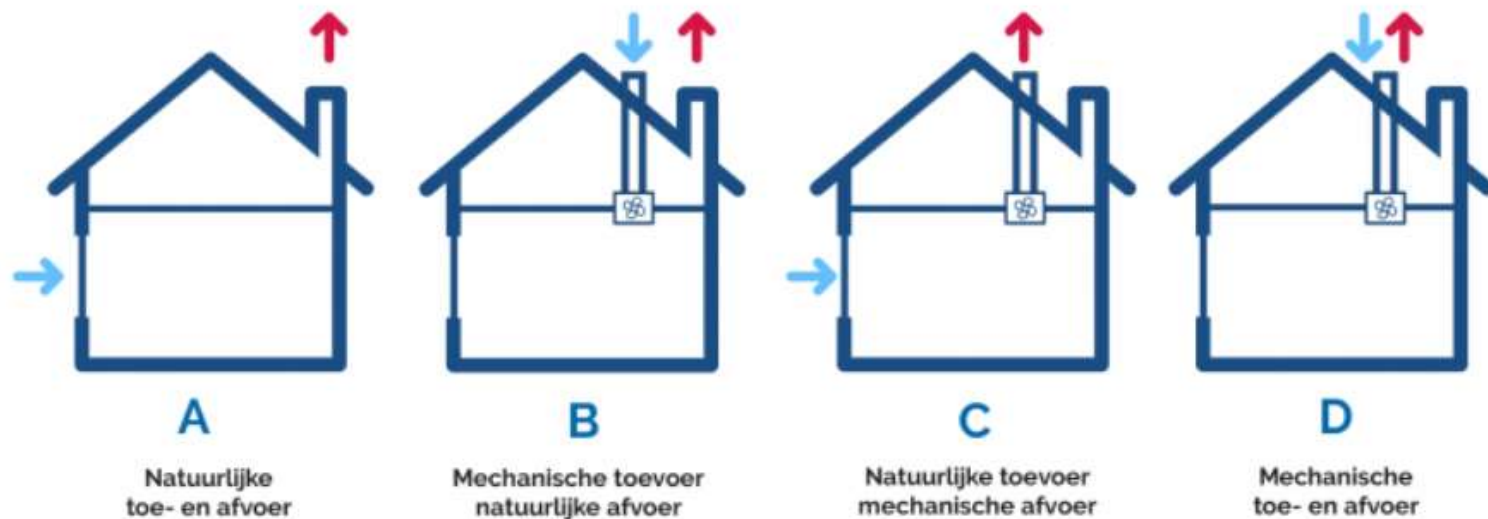 A
Natuurlijke
toe- en afvoer
B
Mechanische toevoer
natuurlijke afvoer
C
Natuurlijke toevoer
mechanische afvoer
D
Mechanische
toe- en afvoer